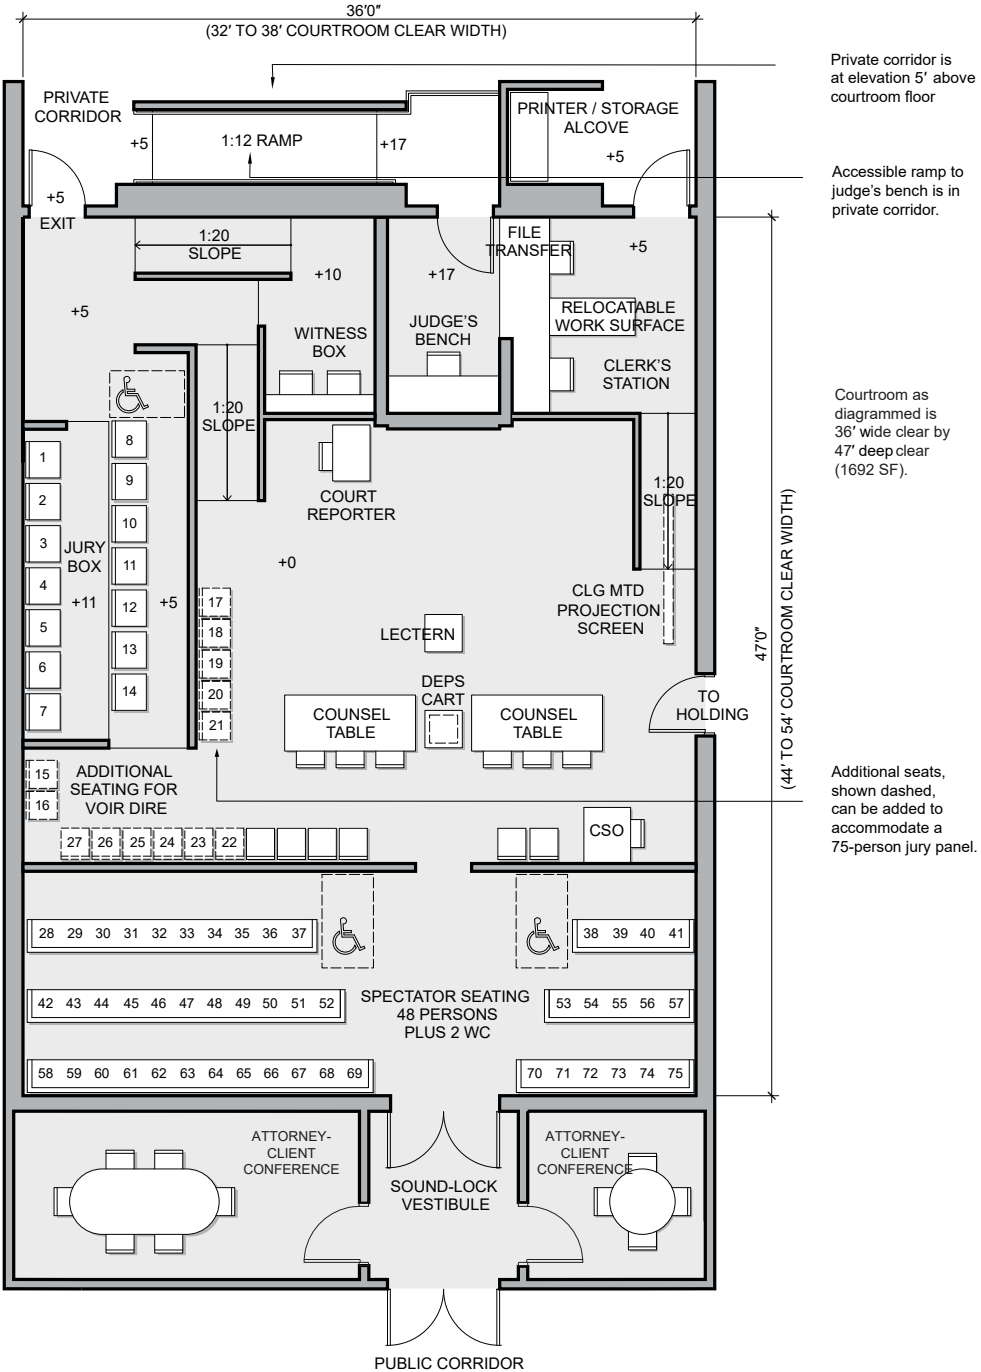 36′0″
(32′ TO 38′ COURTROOM CLEAR WIDTH)
Private corridor is
at elevation 5′ above
courtroom floor
PRIVATE
CORRIDOR
PRINTER / STORAGE
ALCOVE
+5
1:12 RAMP
+17
+5
Accessible ramp to
judge's bench is in
private corridor.
+5
EXIT
1:20
SLOPE
FILE
TRANSFER
+5
+10
+17
+5
RELOCATABLE
WORK SURFACE
WITNESS
BOX
JUDGE'S
BENCH
CLERK'S
STATION
1:20
SLOPE
Courtroom as
diagrammed is
36′ wide clear by
47′ deep clear
(1692 SF).
1
2
3
4
5
6
7
8
9
10
11
12
13
14
JURY
BOX
+11
+5
COURT
REPORTER
1:20
SLOPE
+0
CLG MTD
PROJECTION
SCREEN
17
18
19
20
21
LECTERN
47′0″
(44′ TO 54′ COURTROOM CLEAR WIDTH)
DEPS
CART
COUNSEL
TABLE
COUNSEL
TABLE
TO
HOLDING
15
16
ADDITIONAL
SEATING FOR
VOIR DIRE
Additional seats,
shown dashed,
can be added to
accommodate a
75-person jury panel.
27 26 25 24 23 22
CSO
28 29 30 31 32 33 34 35 36 37
38 39 40 41
42 43 44 45 46 47 48 49 50 51 52
53 54 55 56 57
SPECTATOR SEATING
48 PERSONS
PLUS 2 WC
58 59 60 61 62 63 64 65 66 67 68 69
70 71 72 73 74 75
ATTORNEY-
CLIENT
CONFERENCE
ATTORNEY-
CLIENT
CONFERENCE
SOUND-LOCK
VESTIBULE
PUBLIC CORRIDOR